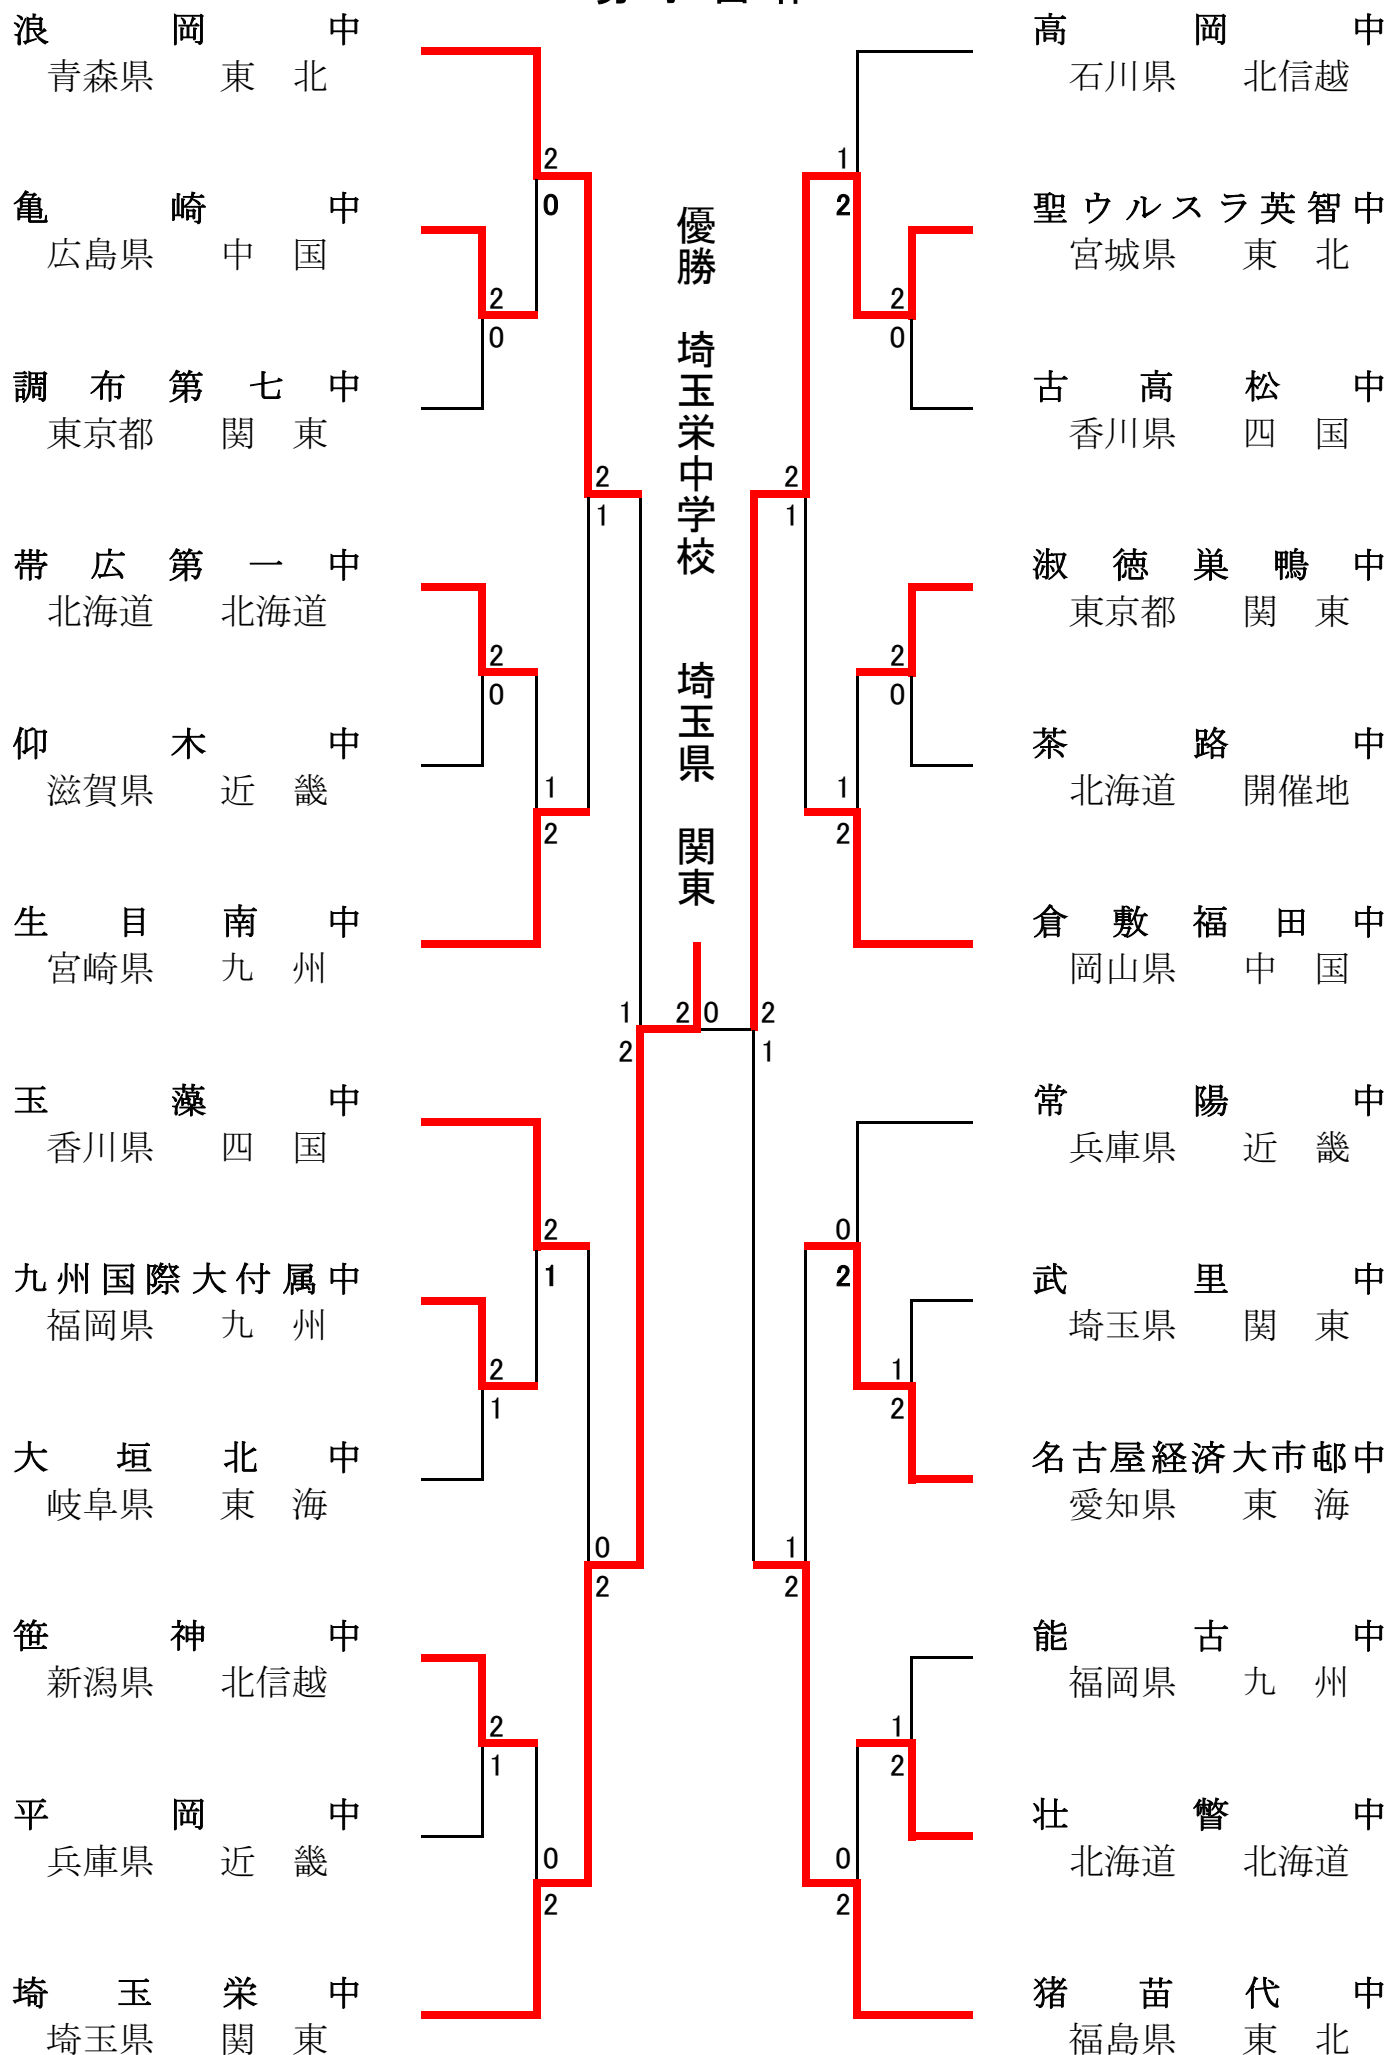 浪岡中
青森県 東北
亀崎中
広島県 中国
調布第七中
東京都 関東
帯広第一中
北海道 北海道
仰木中
滋賀県 近畿
生目南中
宮崎県 九州
玉藻中
香川県 四国
九州国際大付属中
福岡県 九州
大垣北中
岐阜県 東海
笹神中
新潟県 北信越
平岡中
兵庫県 近畿
埼玉栄中
埼玉県 関東
2
0
2
0
2
1
2
0
1
2
1
2
2
1
2
1
0
2
2
1
0
2
優勝 埼玉栄中学校 埼玉県 関東
2 0
1
2
2
0
2
1
2
0
1
2
2
1
0
2
1
2
1
2
1
2
0
2
高岡中
石川県 北信越
聖ウルスラ英智中
宮城県 東北
古高松中
香川県 四国
淑徳巣鴨中
東京都 関東
茶路中
北海道 開催地
倉敷福田中
岡山県 中国
常陽中
兵庫県 近畿
武里中
埼玉県 関東
名古屋経済大市邨中
愛知県 東海
能古中
福岡県 九州
壮瞥中
北海道 北海道
猪苗代中
福島県 東北